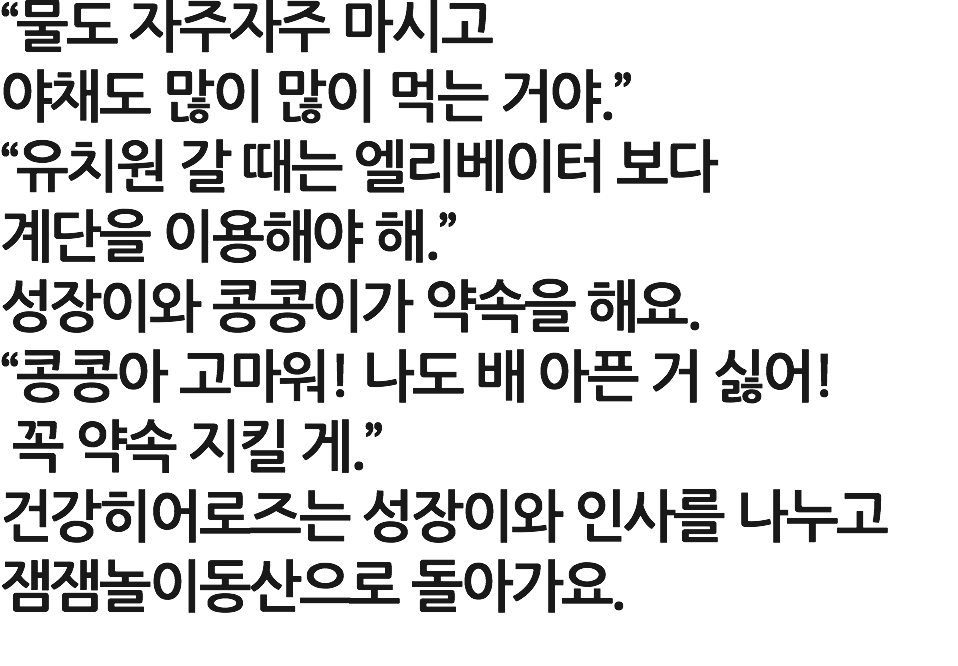 “물도 자주자주 마시고
야채도 많이 많이 먹는 거야.”
“유치원 갈 때는 엘리베이터 보다
계단을 이용해야 해.”
성장이와 콩콩이가 약속을 해요.
“콩콩아 고마워! 나도 배 아픈 거 싫어!
꼭 약속 지킬 게.”
건강히어로즈는 성장이와 인사를 나누고
잼잼놀이동산으로 돌아가요.